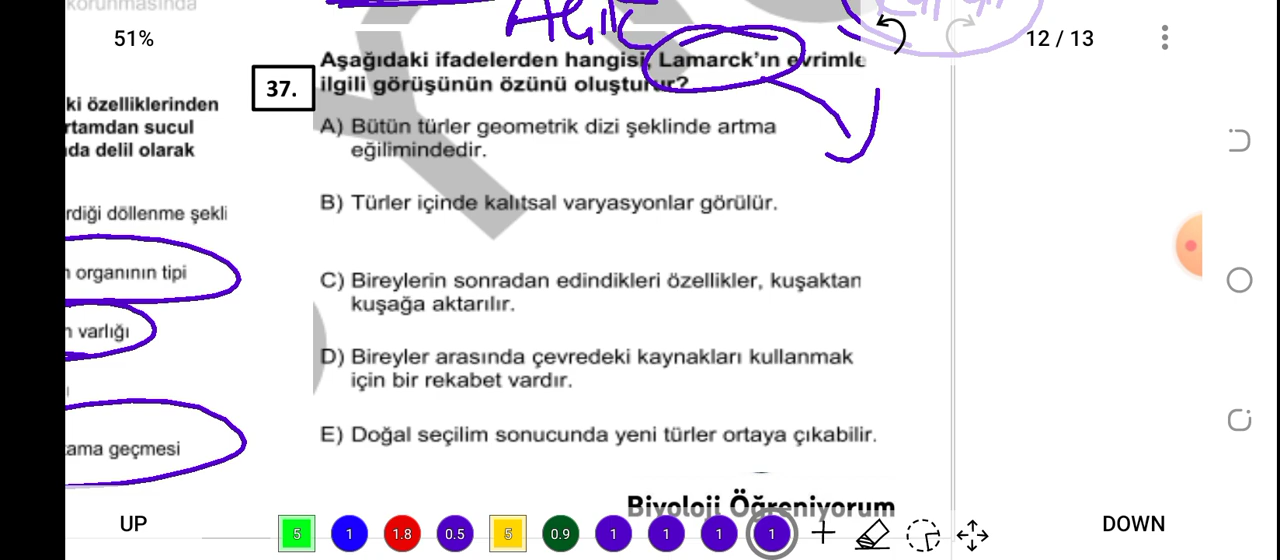 korunmasında
51%
12 / 13
Açık
37.
Aşağıdaki ifadelerden hangisi, Lamarck'ın evrimle
ilgili görüşünün özünü oluşturur?
A) Bütün türler geometrik dizi şeklinde artma
eğilimindedir.
B) Türler içinde kalıtsal varyasyonlar görülür.
C) Bireylerin sonradan edindikleri özellikler, kuşaktan
kuşağa aktarılır.
D) Bireyler arasında çevredeki kaynakları kullanmak
için bir rekabet vardır.
E) Doğal seçilim sonucunda yeni türler ortaya çıkabilir.
ki özelliklerinden
rtamdan sucul
da delil olarak
rdiği döllenme şekli
organının tipi
varlığı
ama geçmesi
Biyoloji Öğreniyorum
UP
5 1 1.8 0.5 5 0.9 1 1 1 1
DOWN